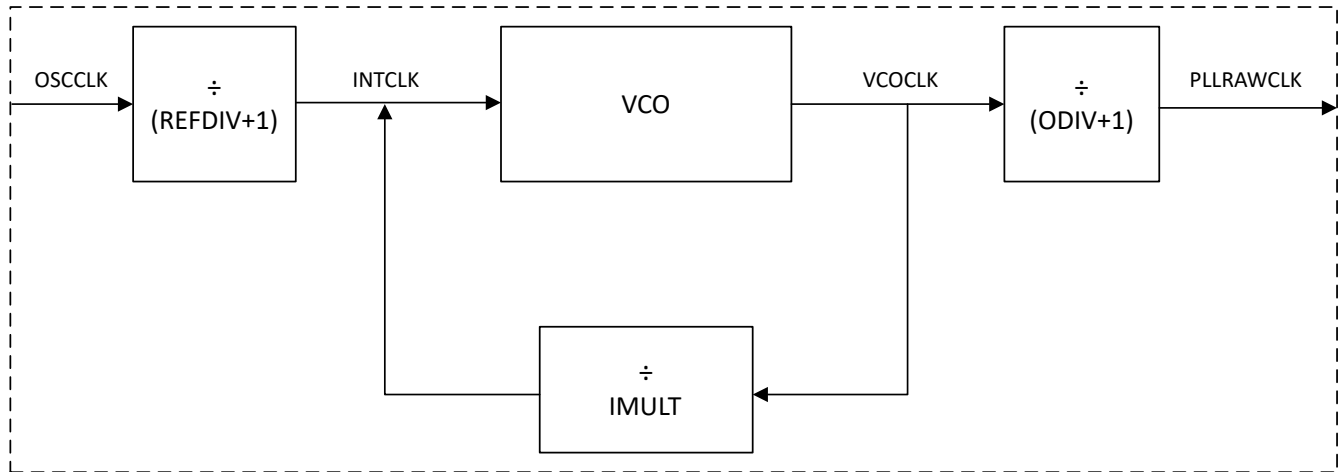 OSCCLK
÷
(REFDIV+1)
INTCLK
VCO
VCOCLK
÷
(ODIV+1)
PLLRAWCLK
÷
IMULT